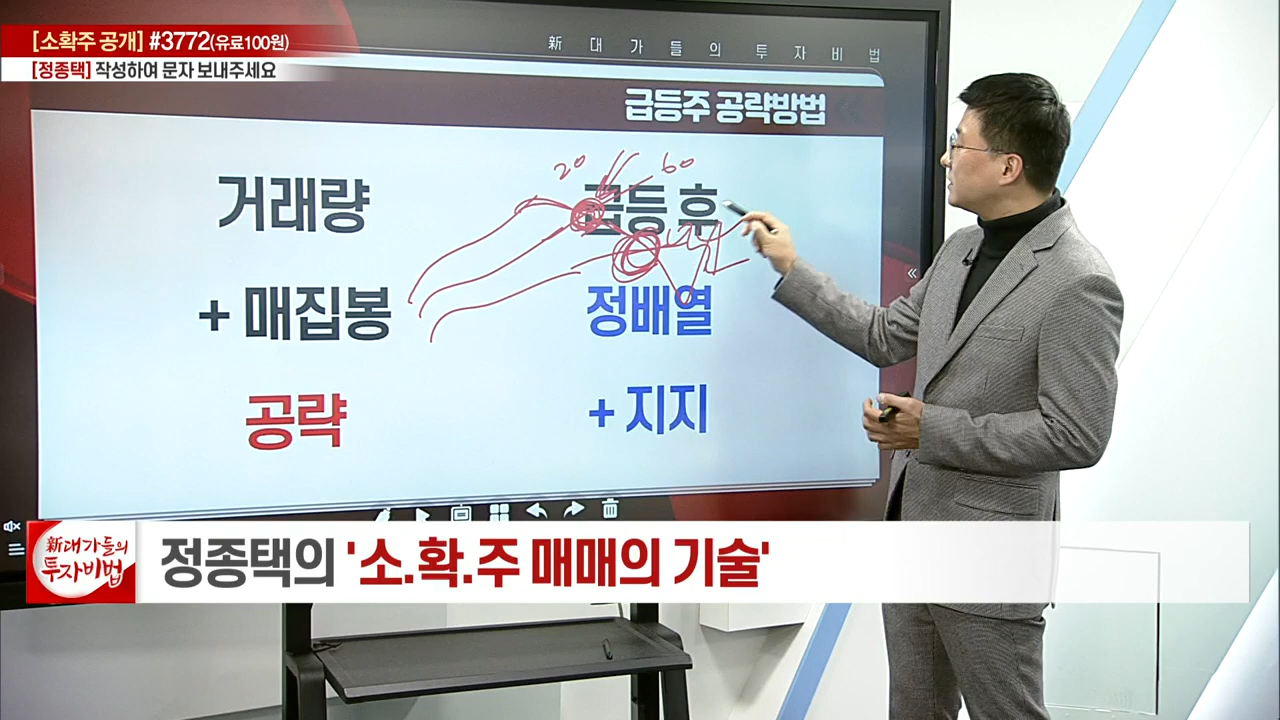 [소확주 공개] #3772(유료100원)
[정종택] 작성하여 문자 보내주세요
新 대 가 들 의 투 자 비 법
급등주 공략방법
20 60
거래량
급등 후
+ 매집봉
정배열
공략
+ 지지
新대가들의
투자비법
정종택의 '소.확.주 매매의 기술'